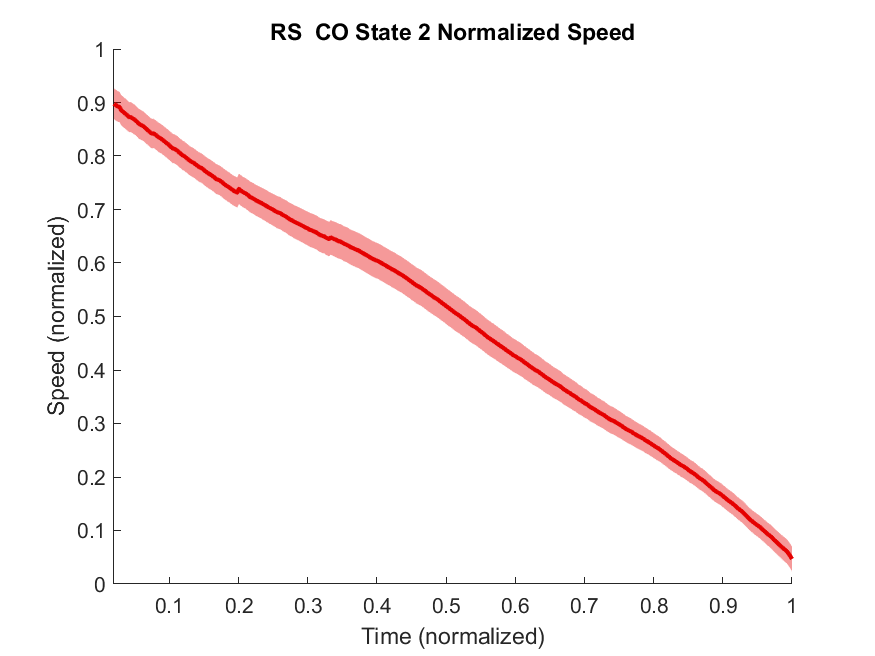 RS  CO State 2 Normalized Speed
1
0.9
0.8
0.7
0.6
0.5
0.4
0.3
0.2
0.1
0
Speed (normalized)
0.1 0.2 0.3 0.4 0.5 0.6 0.7 0.8 0.9 1
Time (normalized)